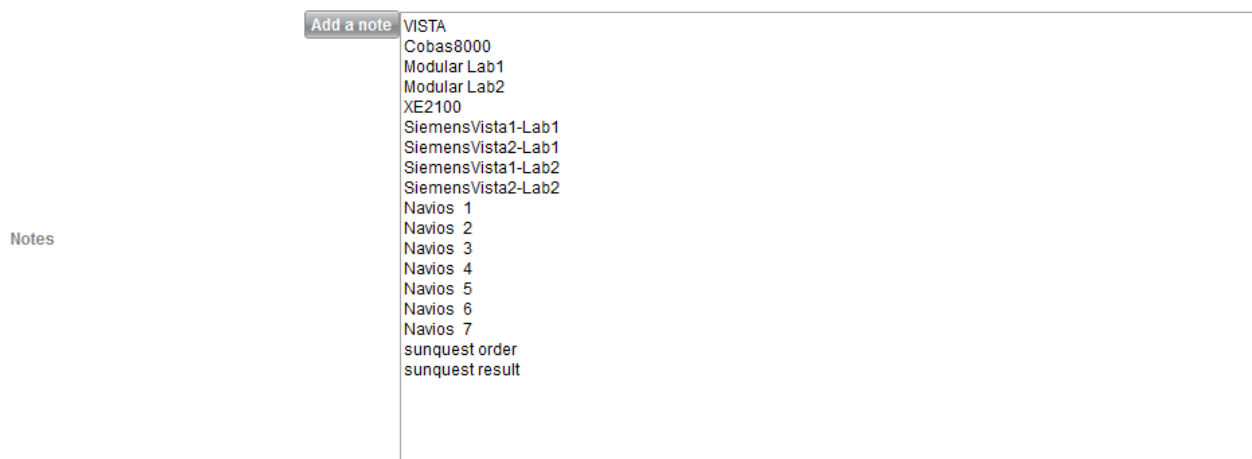 Add a note
VISTA
Cobas8000
Modular Lab1
Modular Lab2
XE2100
SiemensVista1-Lab1
SiemensVista2-Lab1
SiemensVista1-Lab2
SiemensVista2-Lab2
Navios  1
Navios  2
Notes
Navios  3
Navios  4
Navios  5
Navios  6
Navios  7
sunquest order
sunquest result